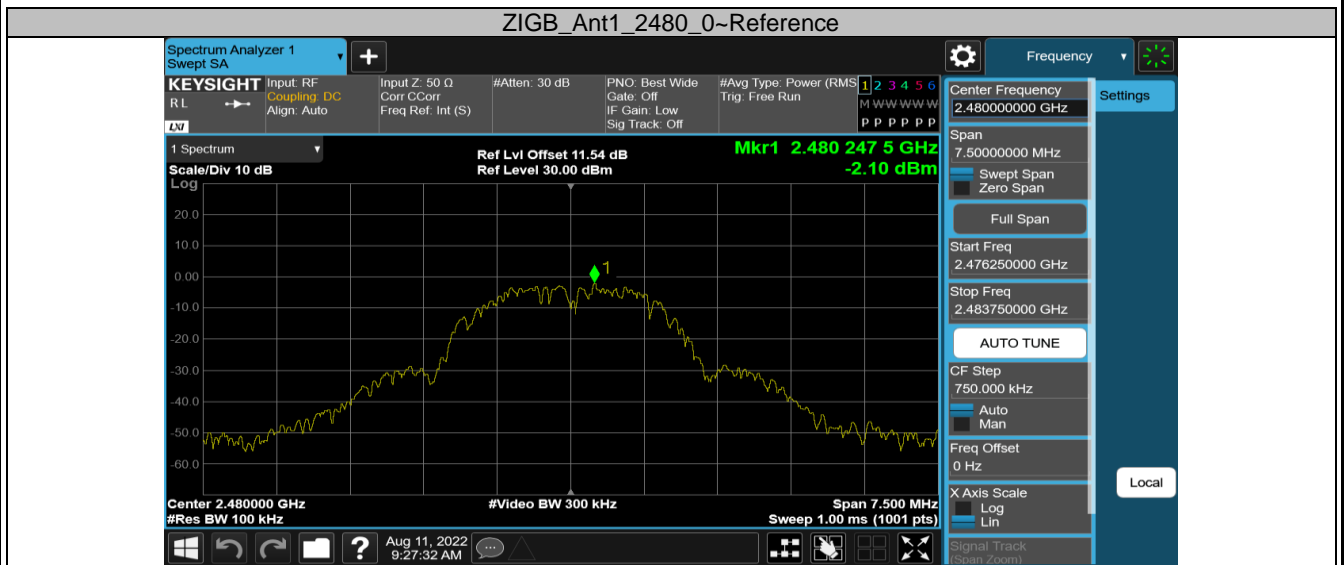 ZIGB_Ant1_2480_0~Reference
Spectrum Analyzer 1
Swept SA
+
Frequency
KEYSIGHT
R L
LXI
Input: RF
Coupling: DC
Align: Auto
Input Z: 50 Ω
Corr CCorr
Freq Ref: Int (S)
#Atten: 30 dB
PNO: Best Wide
Gate: Off
IF Gain: Low
Sig Track: Off
#Avg Type: Power (RMS
Trig: Free Run
1 2 3 4 5 6
M W W W W W
P P P P P P
1 Spectrum
Scale/Div 10 dB
Log
Ref Lvl Offset 11.54 dB
Ref Level 30.00 dBm
Mkr1 2.480 247 5 GHz
-2.10 dBm
20.0
10.0
0.00
-10.0
-20.0
-30.0
-40.0
-50.0
-60.0
1
Center 2.480000 GHz
#Res BW 100 kHz
#Video BW 300 kHz
Span 7.500 MHz
Sweep 1.00 ms (1001 pts)
Center Frequency
2.480000000 GHz
Span
7.50000000 MHz
Swept Span
Zero Span
Full Span
Start Freq
2.476250000 GHz
Stop Freq
2.483750000 GHz
AUTO TUNE
CF Step
750.000 kHz
Auto
Man
Freq Offset
0 Hz
X Axis Scale
Log
Lin
Signal Track
(Span Zoom)
Settings
Local
?
Aug 11, 2022
9:27:32 AM